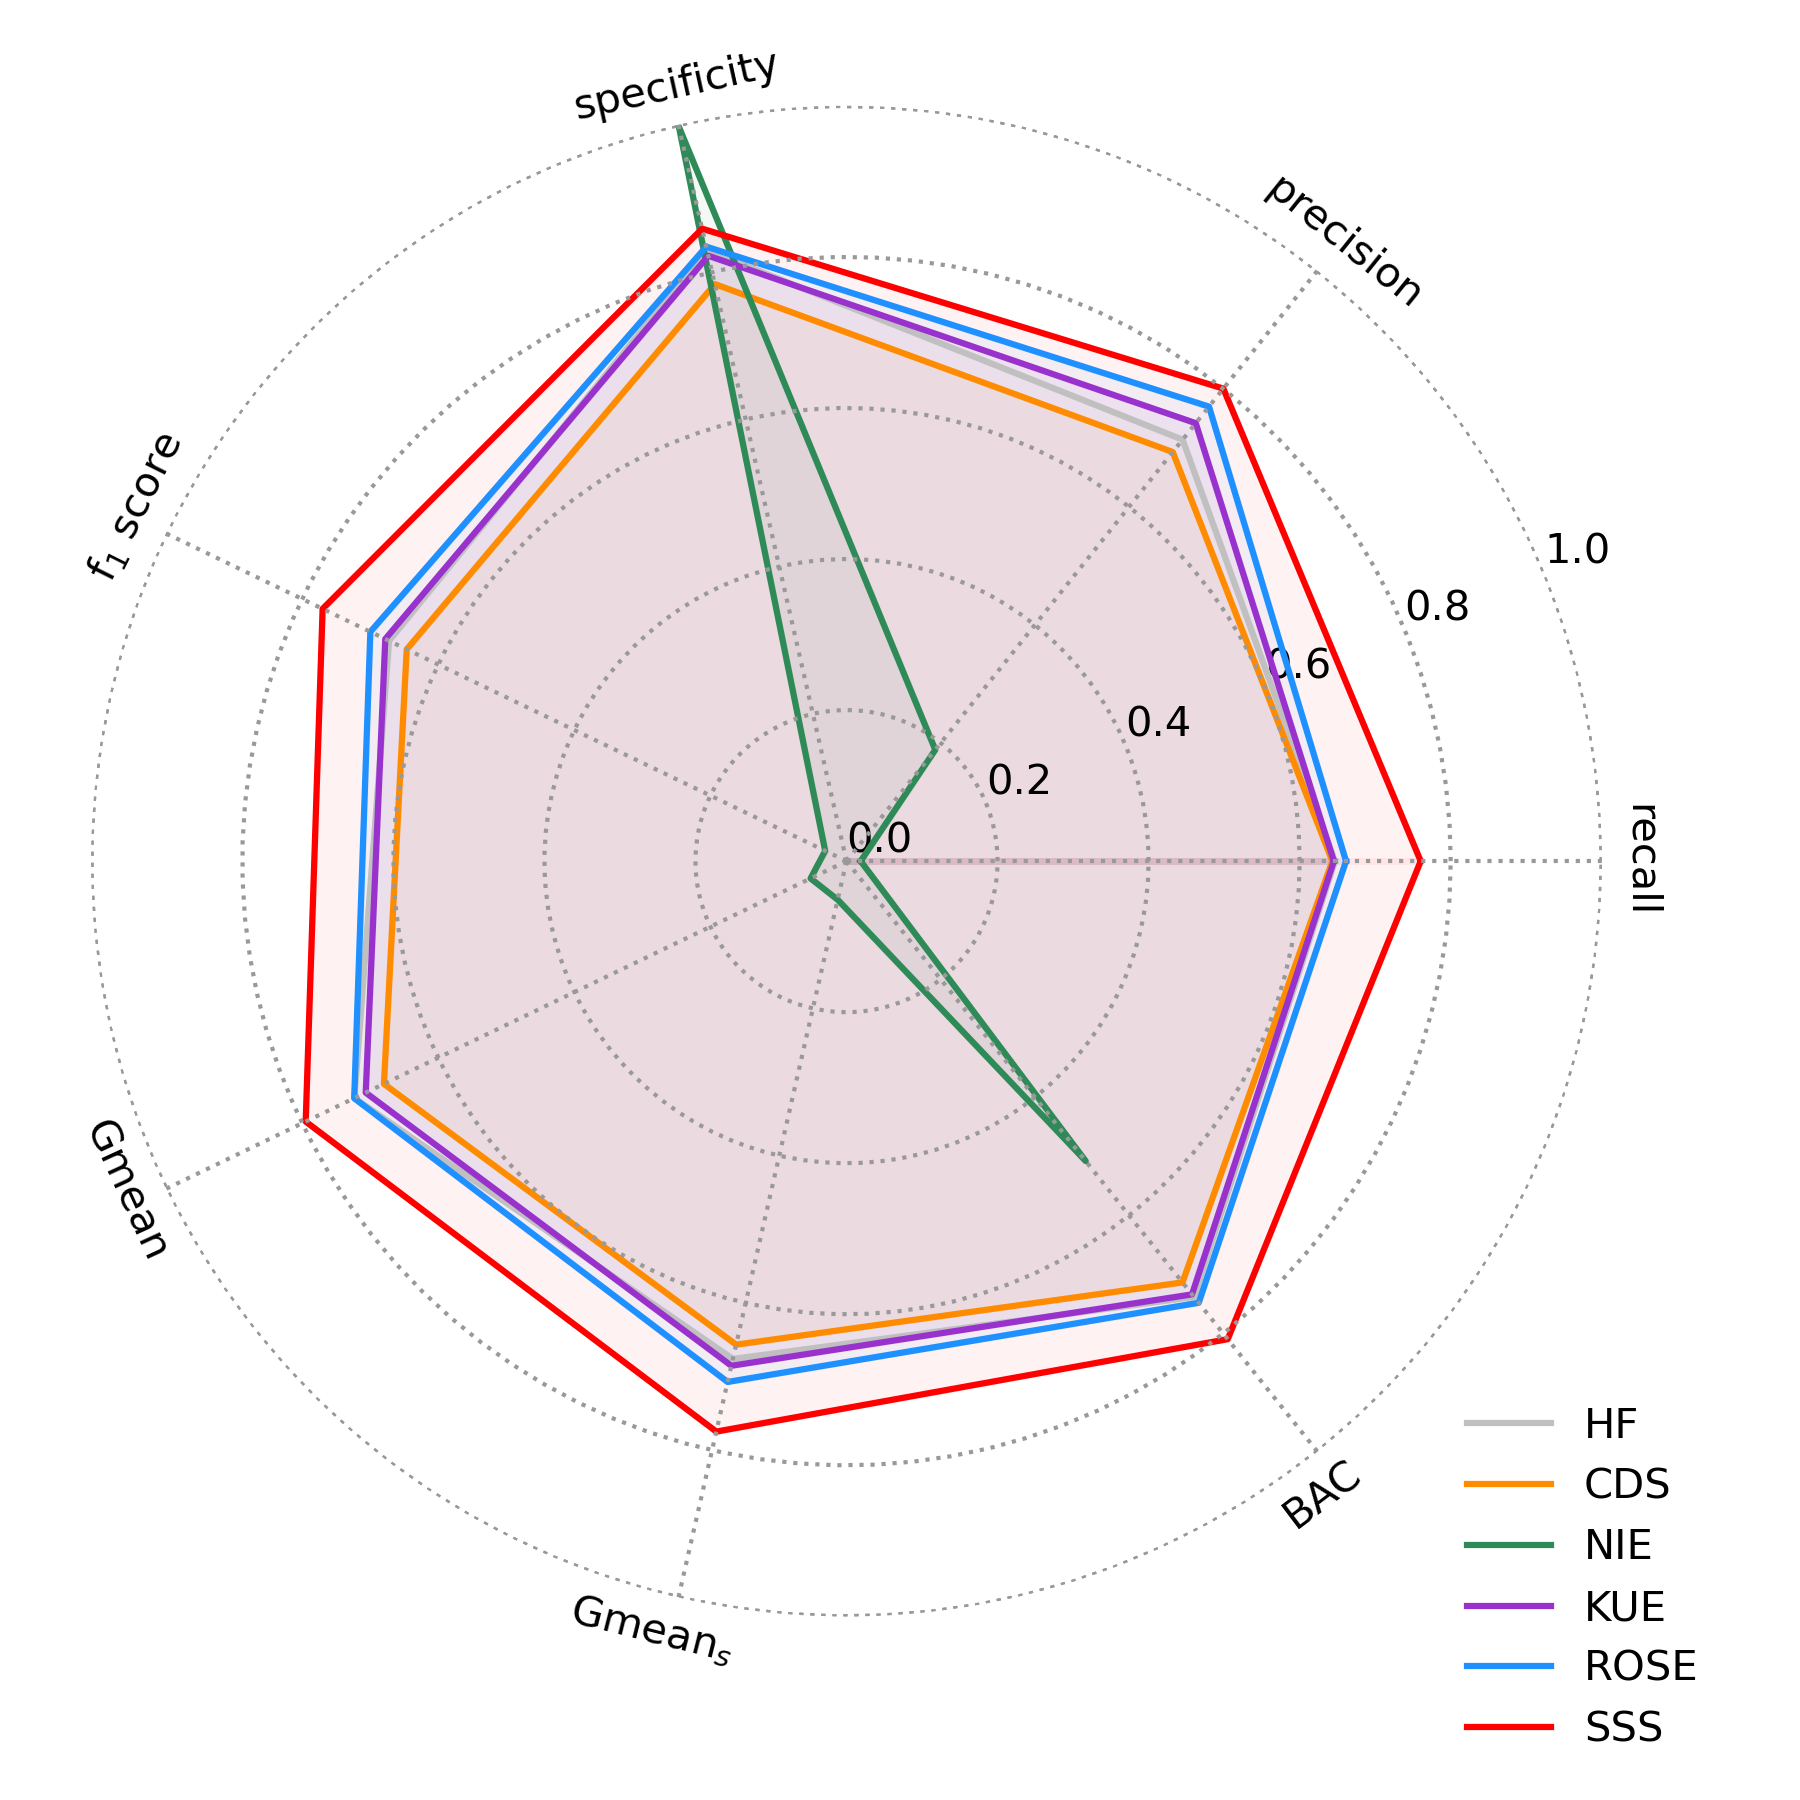 specificity
precision
f1 score
1.0
0.8
0.6
0.4
0.2
0.0
recall
Gmean
Gmeans
BAC
HF
CDS
NIE
KUE
ROSE
SSS